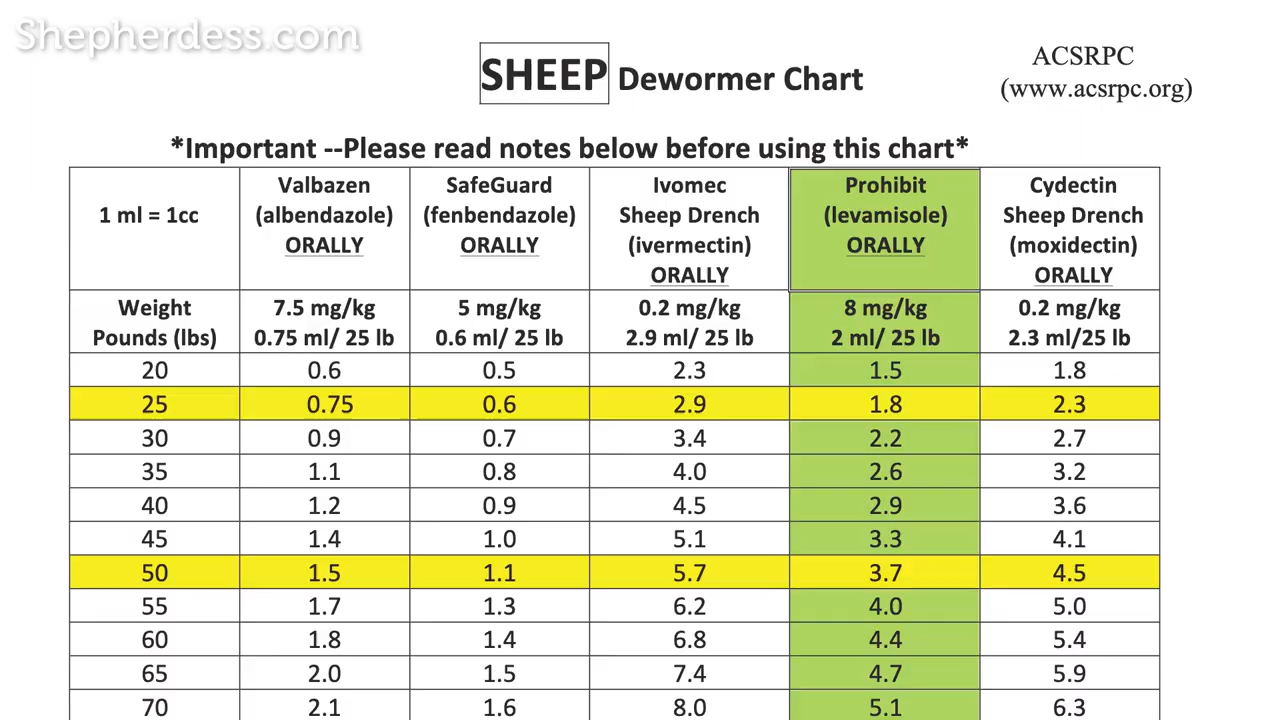 Shepherdess.com
SHEEP Dewormer Chart
ACSRPC
(www.acsrpc.org)
*Important --Please read notes below before using this chart*
1 ml = 1cc
Valbazen
(albendazole)
ORALLY
SafeGuard
(fenbendazole)
ORALLY
Ivomec
Sheep Drench
(ivermectin)
ORALLY
Prohibit
(levamisole)
ORALLY
Cydectin
Sheep Drench
(moxidectin)
ORALLY
Weight
Pounds (lbs)
7.5 mg/kg
0.75 ml/ 25 lb
5 mg/kg
0.6 ml/ 25 lb
0.2 mg/kg
2.9 ml/ 25 lb
8 mg/kg
2 ml/ 25 lb
0.2 mg/kg
2.3 ml/25 lb
20 0.6 0.5 2.3 1.5 1.8
25 0.75 0.6 2.9 1.8 2.3
30 0.9 0.7 3.4 2.2 2.7
35 1.1 0.8 4.0 2.6 3.2
40 1.2 0.9 4.5 2.9 3.6
45 1.4 1.0 5.1 3.3 4.1
50 1.5 1.1 5.7 3.7 4.5
55 1.7 1.3 6.2 4.0 5.0
60 1.8 1.4 6.8 4.4 5.4
65 2.0 1.5 7.4 4.7 5.9
70 2.1 1.6 8.0 5.1 6.3